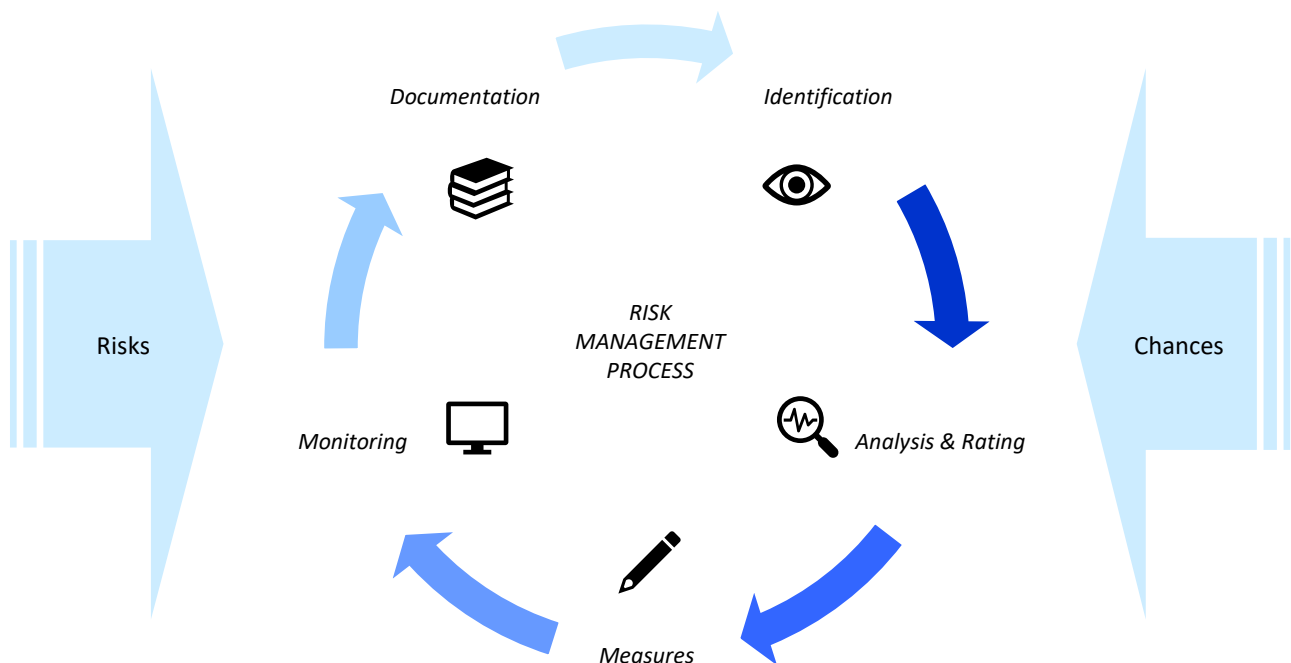 Documentation
Identification
RISK
MANAGEMENT
PROCESS
Risks
Chances
Monitoring
Analysis & Rating
Measures